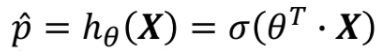 p̂ = h_θ(X) = σ(θ^T · X)